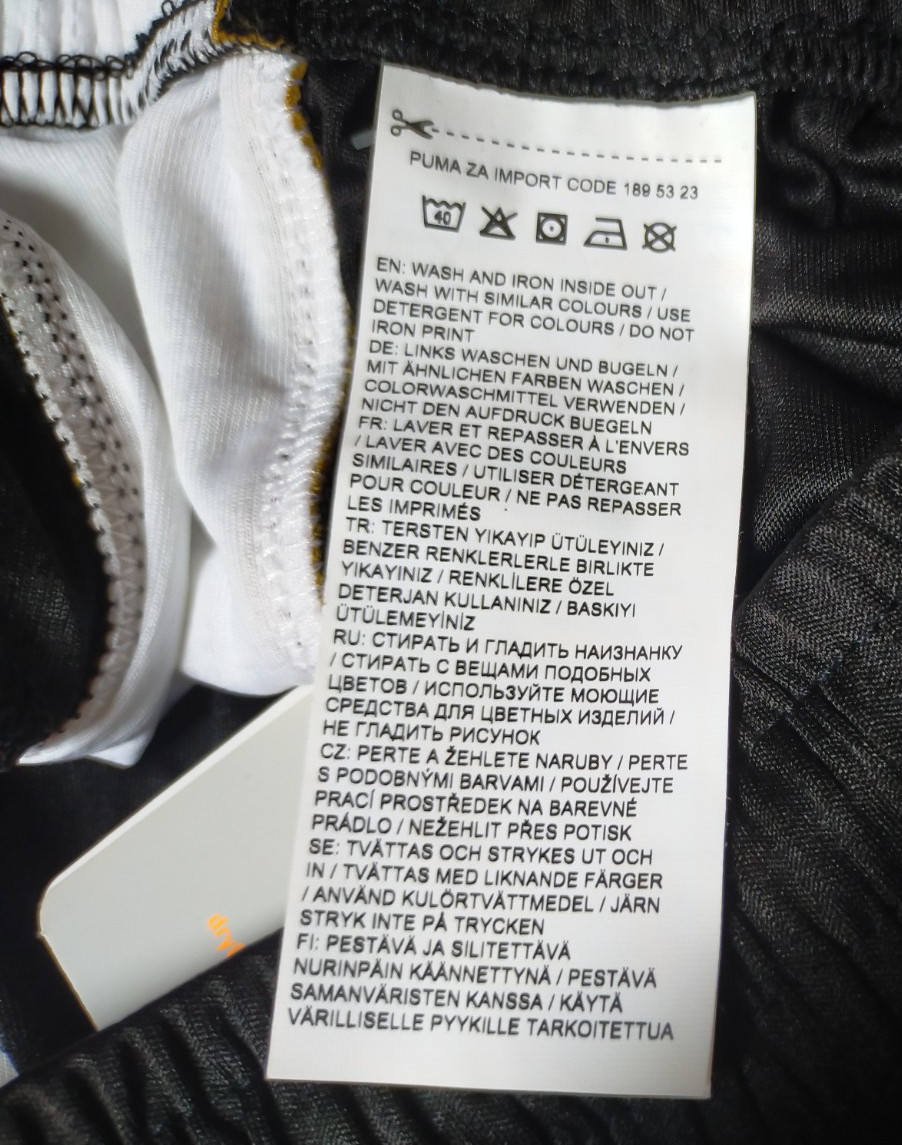 PUMA ZA IMPORT CODE 189 53 23
40
EN: WASH AND IRON INSIDE OUT /
WASH WITH SIMILAR COLOURS / USE
DETERGENT FOR COLOURS / DO NOT
IRON PRINT
DE: LINKS WASCHEN UND BUGELN /
MIT ÄHNLICHEN FARBEN WASCHEN /
COLORWASCHMITTEL VERWENDEN /
NICHT DEN AUFDRUCK BUEGELN
FR: LAVER ET REPASSER À L'ENVERS
/ LAVER AVEC DES COULEURS
SIMILAIRES / UTILISER DÉTERGEANT
POUR COULEUR / NE PAS REPASSER
LES IMPRIMÉS
TR: TERSTEN YIKAYIP ÜTÜLEYINIZ /
BENZER RENKLERLERLE BIRLIKTE
YIKAYINIZ / RENKLİLERE ÖZEL
DETERJAN KULLANINIZ / BASKIYI
ÜTÜLEMEYİNİZ
RU: СТИРАТЬ И ГЛАДИТЬ НАИЗНАНКУ
/ СТИРАТЬ С ВЕЩАМИ ПОДОБНЫХ
ЦВЕТОВ / ИСПОЛЬЗУЙТЕ МОЮЩИЕ
СРЕДСТВА ДЛЯ ЦВЕТНЫХ ИЗДЕЛИЙ /
НЕ ГЛАДИТЬ РИСУНОК
CZ: PERTE A ŽEHLETE NARUBY / PERTE
S PODOBNÝMI BARVAMI / POUŽÍVEJTE
PRACÍ PROSTŘEDEK NA BAREVNÉ
PRÁDLO / NEŽEHLIT PŘES POTISK
SE: TVÄTTAS OCH STRYKES UT OCH
IN / TVÄTTAS MED LIKNANDE FÄRGER
/ ANVÄND KULÖRTVÄTTMEDEL / JÄRN
STRYK INTE PÅ TRYCKEN
FI: PESTÄVÄ JA SILITETTÄVÄ
NURINPÄIN KÄÄNNETTYNÄ / PESTÄVÄ
SAMANVÄRISTEN KANSSA / KÄYTÄ
VÄRILLISELLE PYYKILLE TARKOITETTUA